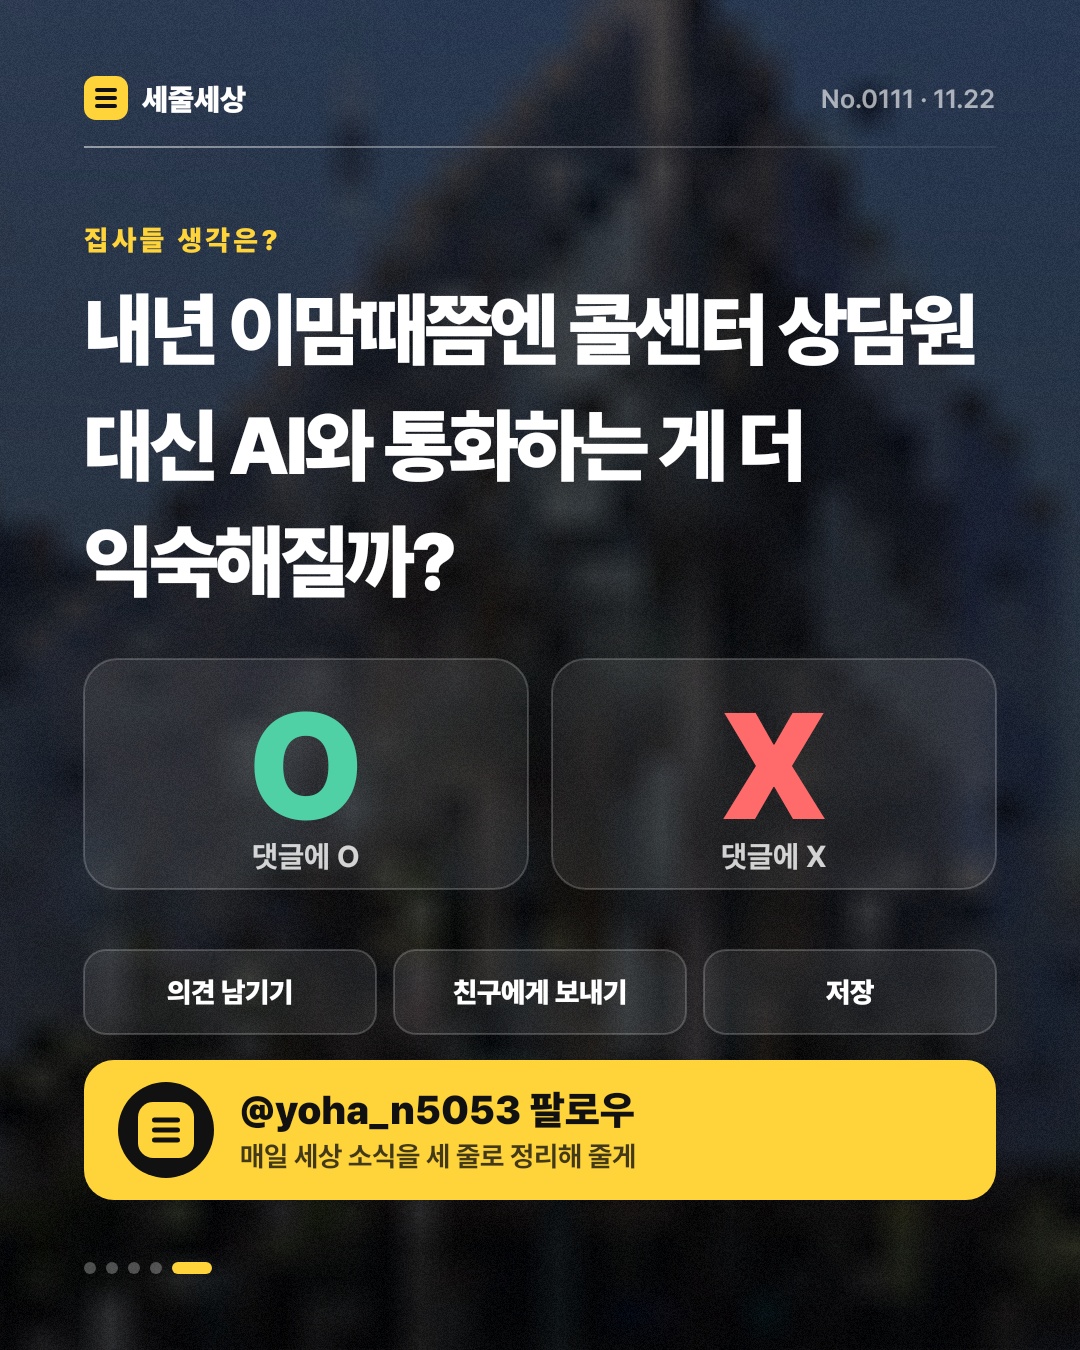 세줄세상
No.0111 · 11.22
집사들 생각은?
내년 이맘때쯤엔 콜센터 상담원
대신 AI와 통화하는 게 더
익숙해질까?
O
X
댓글에 O
댓글에 X
의견 남기기
친구에게 보내기
저장
@yoha_n5053 팔로우
매일 세상 소식을 세 줄로 정리해 줄게